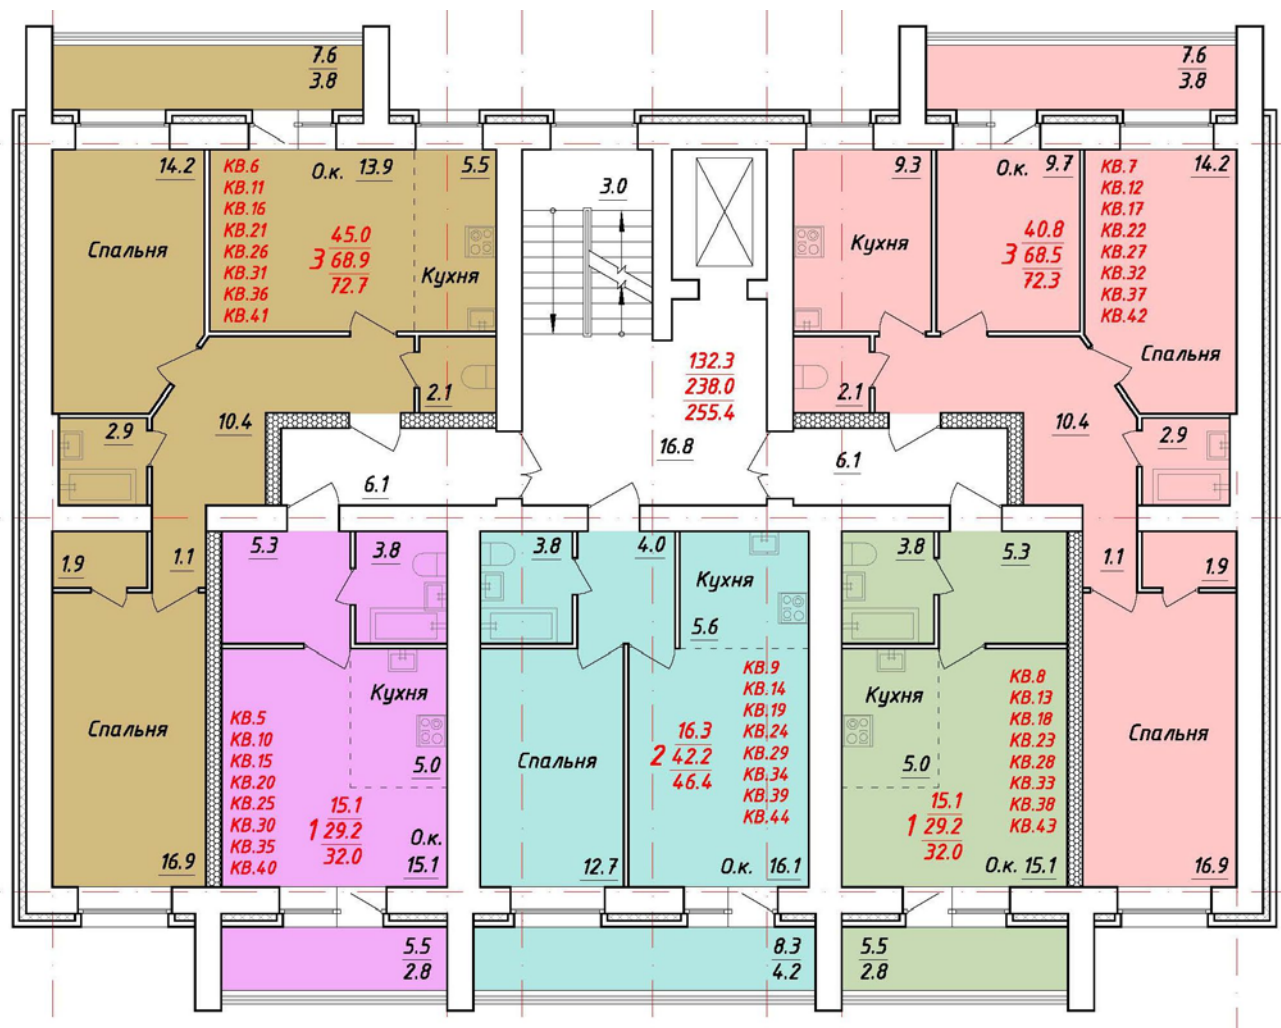 7.6
3.8
7.6
3.8
14.2
КВ.6
КВ.11
КВ.16
КВ.21
КВ.26
КВ.31
КВ.36
КВ.41
О.к. 13.9
5.5
3 45.0
68.9
72.7
Спальня
Кухня
3.0
9.3
Кухня
О.к. 9.7
3 40.8
68.5
72.3
КВ.7
КВ.12
КВ.17
КВ.22
КВ.27
КВ.32
КВ.37
КВ.42
14.2
Спальня
2.1
10.4
2.9
6.1
132.3
238.0
255.4
16.8
6.1
2.1
10.4
2.9
1.9
1.1
5.3
3.8
3.8
4.0
Кухня
5.6
3.8
5.3
1.1
1.9
Спальня
16.9
КВ.5
КВ.10
КВ.15
КВ.20
КВ.25
КВ.30
КВ.35
КВ.40
Кухня
5.0
1 15.1
29.2
32.0
О.к.
15.1
Спальня
12.7
2 16.3
42.2
46.4
КВ.9
КВ.14
КВ.19
КВ.24
КВ.29
КВ.34
КВ.39
КВ.44
О.к. 16.1
Кухня
5.0
1 15.1
29.2
32.0
КВ.8
КВ.13
КВ.18
КВ.23
КВ.28
КВ.33
КВ.38
КВ.43
О.к. 15.1
Спальня
16.9
5.5
2.8
8.3
4.2
5.5
2.8